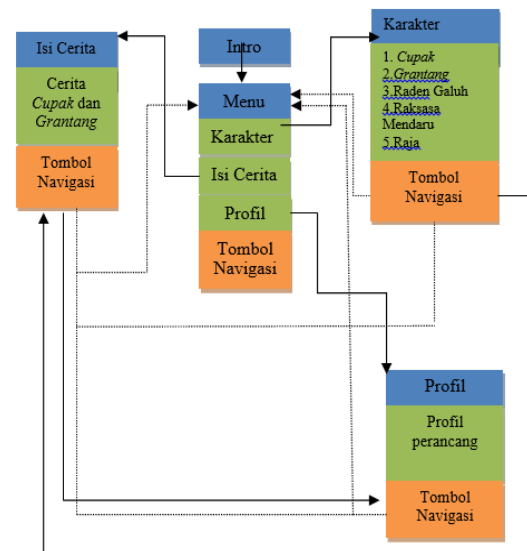 Isi Cerita
Cerita
Cupak dan
Grantang
Tombol
Navigasi
Intro
Menu
Karakter
Isi Cerita
Profil
Tombol
Navigasi
Karakter
1. Cupak
2.Grantang
3.Raden Galuh
4.Raksasa
Mendaru
5.Raja
Tombol
Navigasi
Profil
Profil
perancang
Tombol
Navigasi